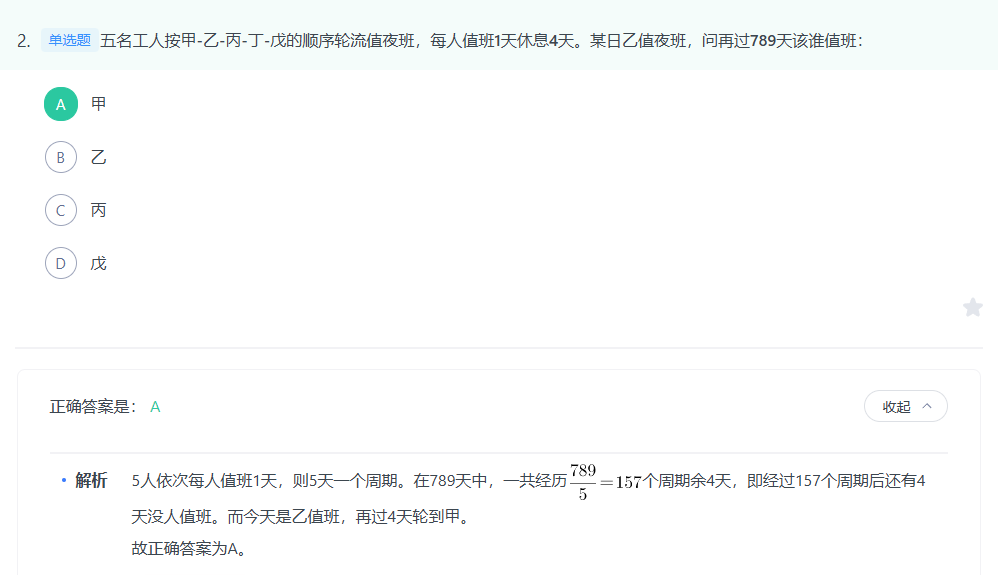 2. 单选题 五名工人按甲-乙-丙-丁-戊的顺序轮流值夜班，每人值班1天休息4天。某日乙值夜班，问再过789天该谁值班：
A 甲
B 乙
C 丙
D 戊
正确答案是： A 收起
解析 5人依次每人值班1天，则5天一个周期。在789天中，一共经历789/5=157个周期余4天，即经过157个周期后还有4
天没人值班。而今天是乙值班，再过4天轮到甲。
故正确答案为A。